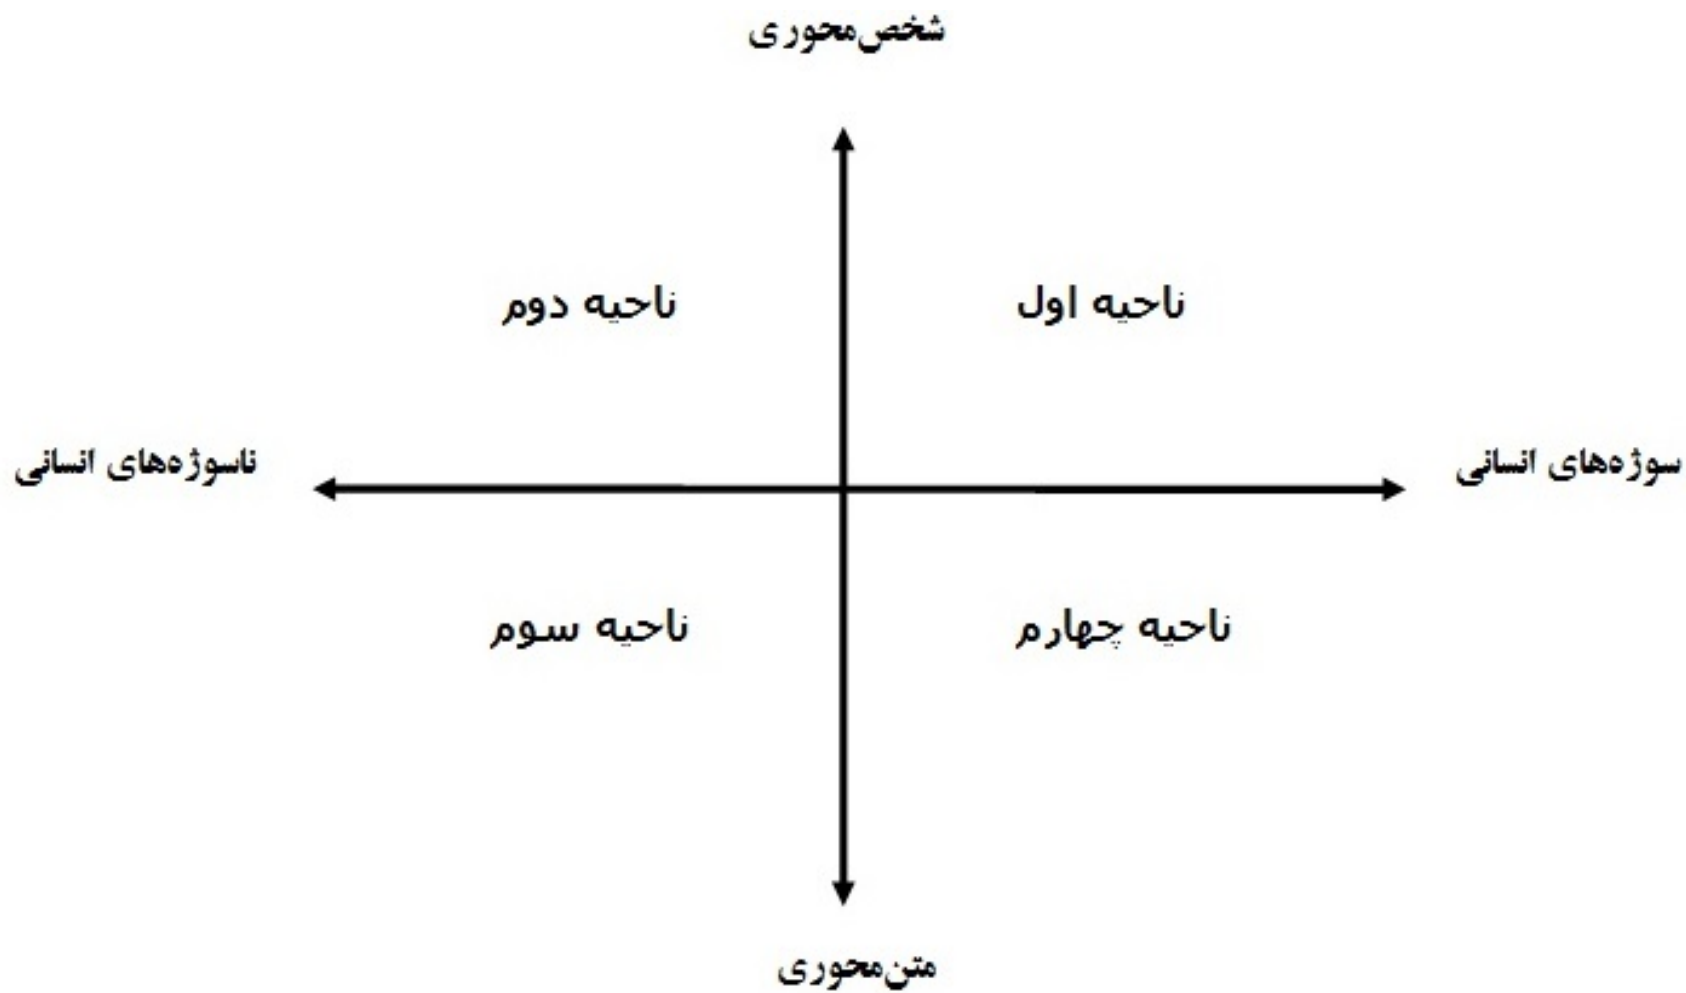 شخص‌محوری
ناحیه اول
ناحیه دوم
سوژه‌های انسانی
ناسوژه‌های انسانی
ناحیه چهارم
ناحیه سوم
متن‌محوری